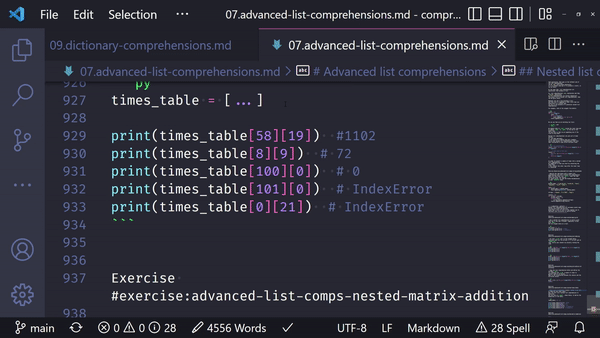 File Edit Selection ··· 07.advanced-list-comprehensions.md - compr...
09.dictionary-comprehensions.md 07.advanced-list-comprehensions.md
07.advanced-list-comprehensions.md > # Advanced list comprehensions > ## Nested list c
926 py
927 times_table = [...]
928
929 print(times_table[58][19]) #1102
930 print(times_table[8][9]) # 72
931 print(times_table[100][0]) # 0
932 print(times_table[101][0]) # IndexError
933 print(times_table[0][21]) # IndexError
934 ```
935
936
937 Exercise
#exercise:advanced-list-comps-nested-matrix-addition
938
main 0 0 28 4556 Words UTF-8 LF Markdown 28 Spell